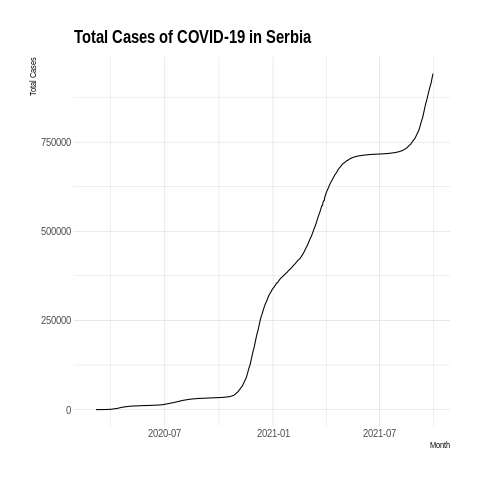 Total Cases of COVID-19 in Serbia
Total Cases
750000
500000
250000
0
2020-07
2021-01
2021-07
Month